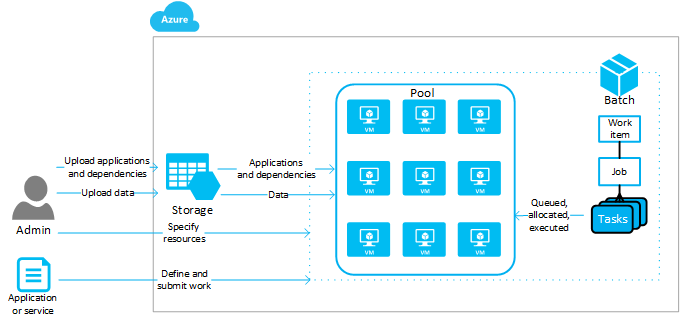 Azure
Pool
VM VM VM
VM VM VM
VM VM VM
Batch
Work
item
Job
Tasks
Queued,
allocated,
executed
Upload applications
and dependencies
Upload data
Storage
Applications
and dependencies
Data
Admin
Specify
resources
Define and
submit work
Application
or service